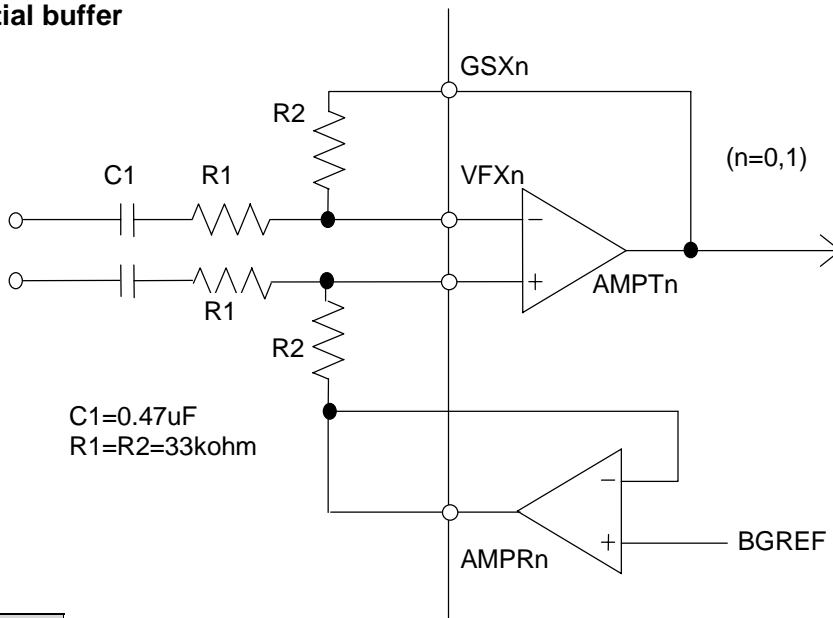 tial buffer
GSXn
R2
(n=0,1)
C1
R1
VFXn
−
+
AMPTn
R1
R2
C1=0.47uF
R1=R2=33kohm
−
+
BGREF
AMPRn